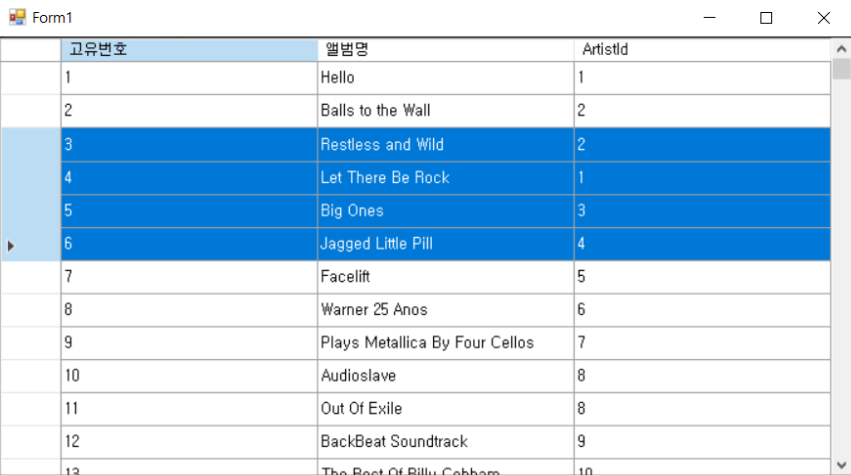 Form1
고유번호 앨범명 ArtistId
1 Hello 1
2 Balls to the Wall 2
3 Restless and Wild 2
4 Let There Be Rock 1
5 Big Ones 3
6 Jagged Little Pill 4
7 Facelift 5
8 Warner 25 Anos 6
9 Plays Metallica By Four Cellos 7
10 Audioslave 8
11 Out Of Exile 8
12 BackBeat Soundtrack 9
13 The Best Of Billy Cobham 10